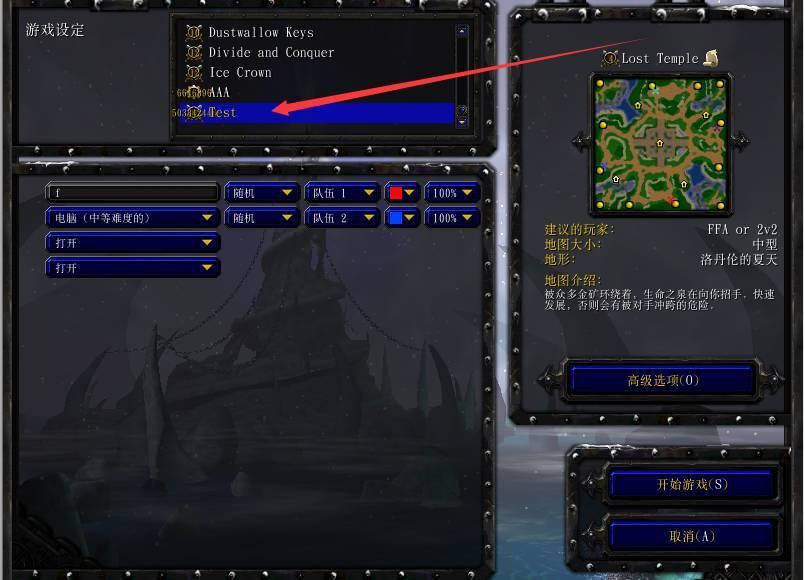 游戏设定
Dustwallow Keys
Divide and Conquer
Ice Crown
AAA
Test
f
随机
队伍 1
100%
电脑（中等难度的）
随机
队伍 2
100%
打开
打开
Lost Temple
建议的玩家:
FFA or 2v2
地图大小:
中型
地形:
洛丹伦的夏天
地图介绍:
被众多金矿环绕着，生命之泉在向你招手。快速
发展，否则会有被对手冲跨的危险。
高级选项(O)
开始游戏(S)
取消(A)